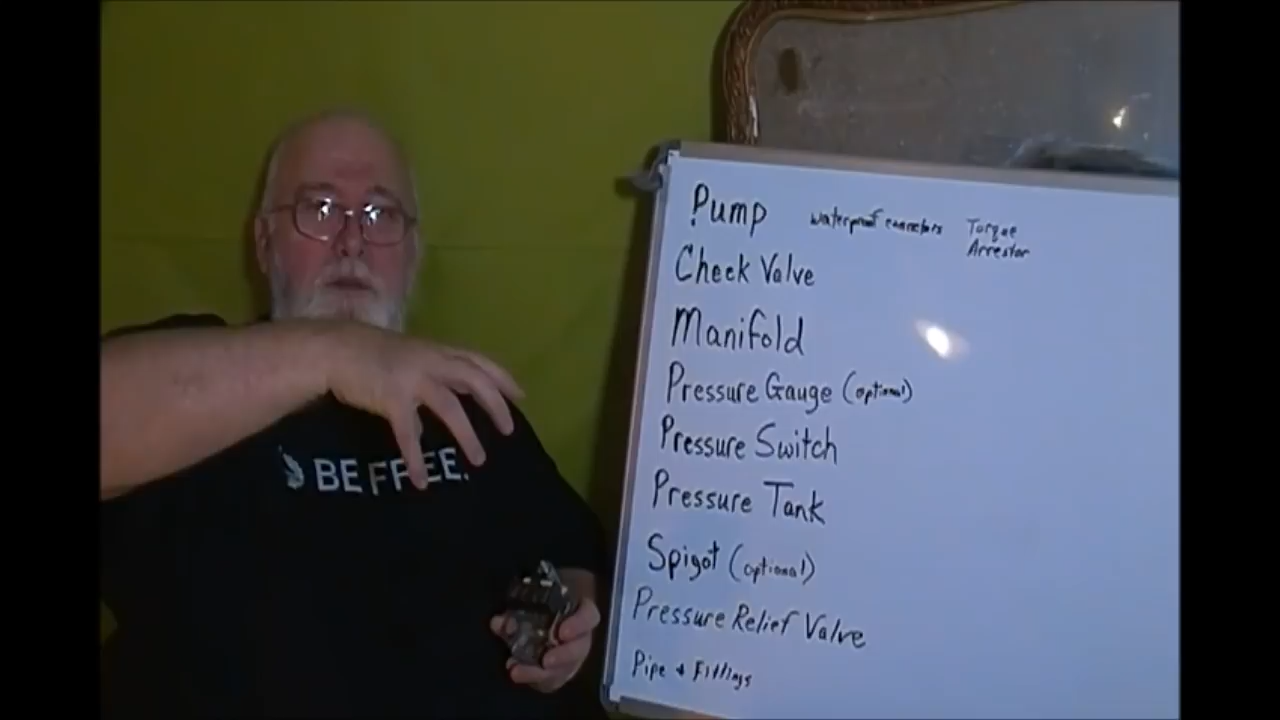 BE FREE.
Pump waterproof connectors Torque Arrestor
Check Valve
Manifold
Pressure Gauge (optional)
Pressure Switch
Pressure Tank
Spigot (optional)
Pressure Relief Valve
Pipe & Fittings